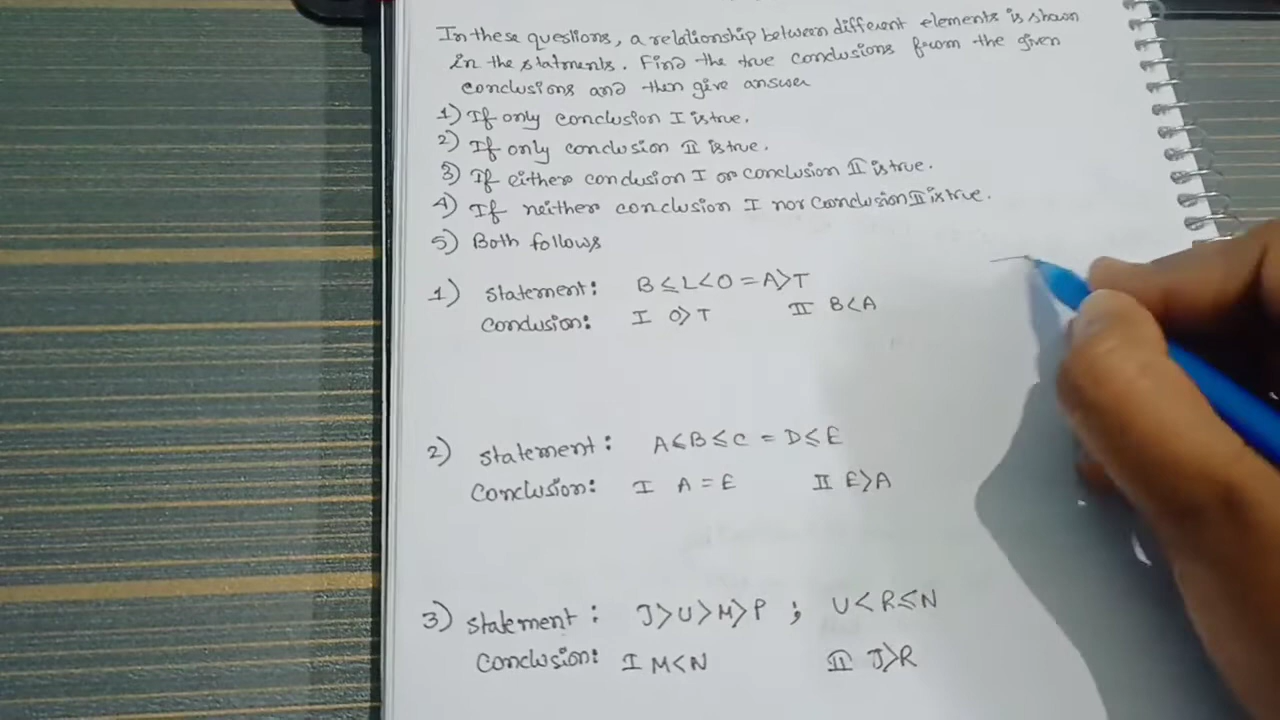 In these questions, a relationship between different elements is shown
in the statments. Find the true conclusions from the given
conclusions and then give answer
1) If only conclusion I is true.
2) If only conclusion II is true.
3) If either conclusion I or conclusion II is true.
4) If neither conclusion I nor conclusion II is true.
5) Both follows
1) statement: B ≤ L < O = A > T
Conclusion: I O > T II B < A
2) statement: A ≤ B ≤ C = D ≤ E
Conclusion: I A = E II E > A
3) statement: J > U > M > P ; U < R ≤ N
Conclusion: I M < N II J > R